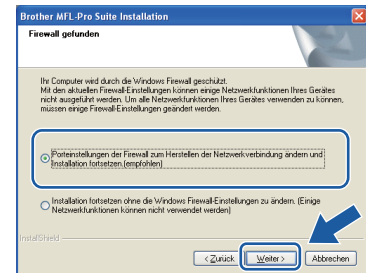 Brother MFL-Pro Suite Installation
Firewall gefunden
Ihr Computer wird durch die Windows Firewall geschützt.
Mit den aktuellen Firewall-Einstellungen können einige Netzwerkfunktionen Ihres Gerätes
nicht ausgeführt werden. Um alle Netzwerkfunktionen Ihres Gerätes verwenden zu können,
müssen einige Firewall-Einstellungen geändert werden.
Porteinstellungen der Firewall zum Herstellen der Netzwerkverbindung ändern und
Installation fortsetzen.(empfohlen)
Installation fortsetzen ohne die Windows Firewall-Einstellungen zu ändern. (Einige
Netzwerkfunktionen können nicht verwendet werden)
InstallShield
< Zurück
Weiter >
Abbrechen